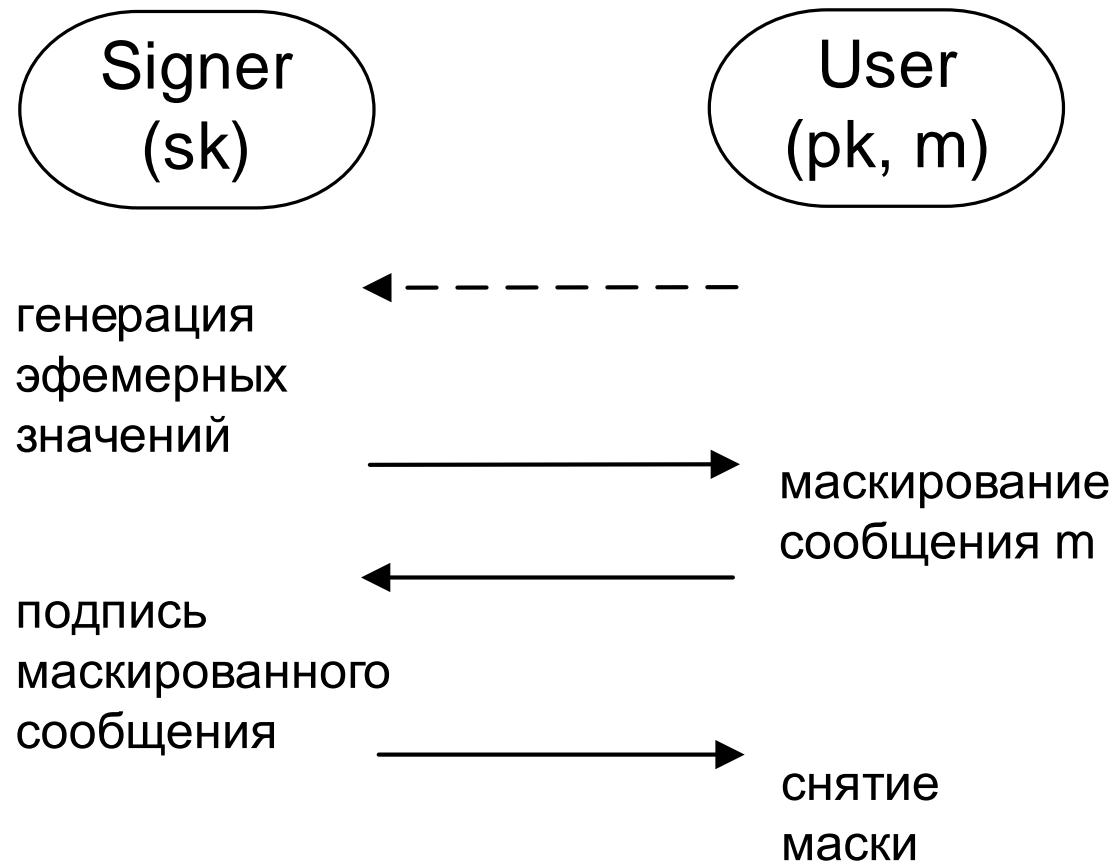 Signer
(sk)
User
(pk, m)
генерация
эфемерных
значений
маскирование
сообщения m
подпись
маскированного
сообщения
снятие
маски